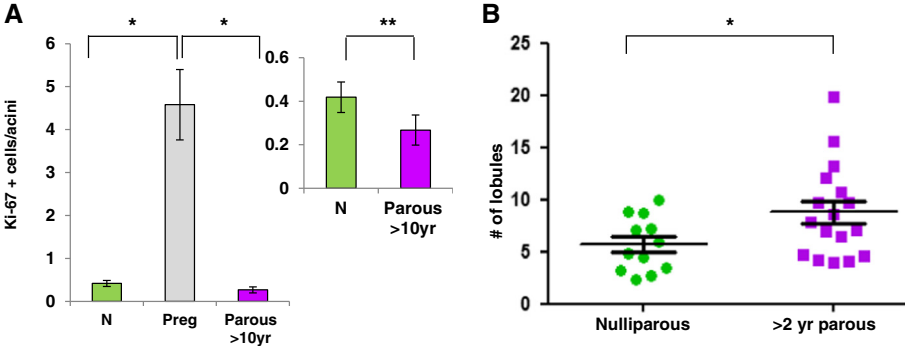 A
* *
Ki-67 + cells/acini
6
5
4
3
2
1
0
N Preg Parous
>10yr
**
0.6
0.4
0.2
0
N Parous
>10yr
B
*
# of lobules
25
20
15
10
5
0
Nulliparous >2 yr parous